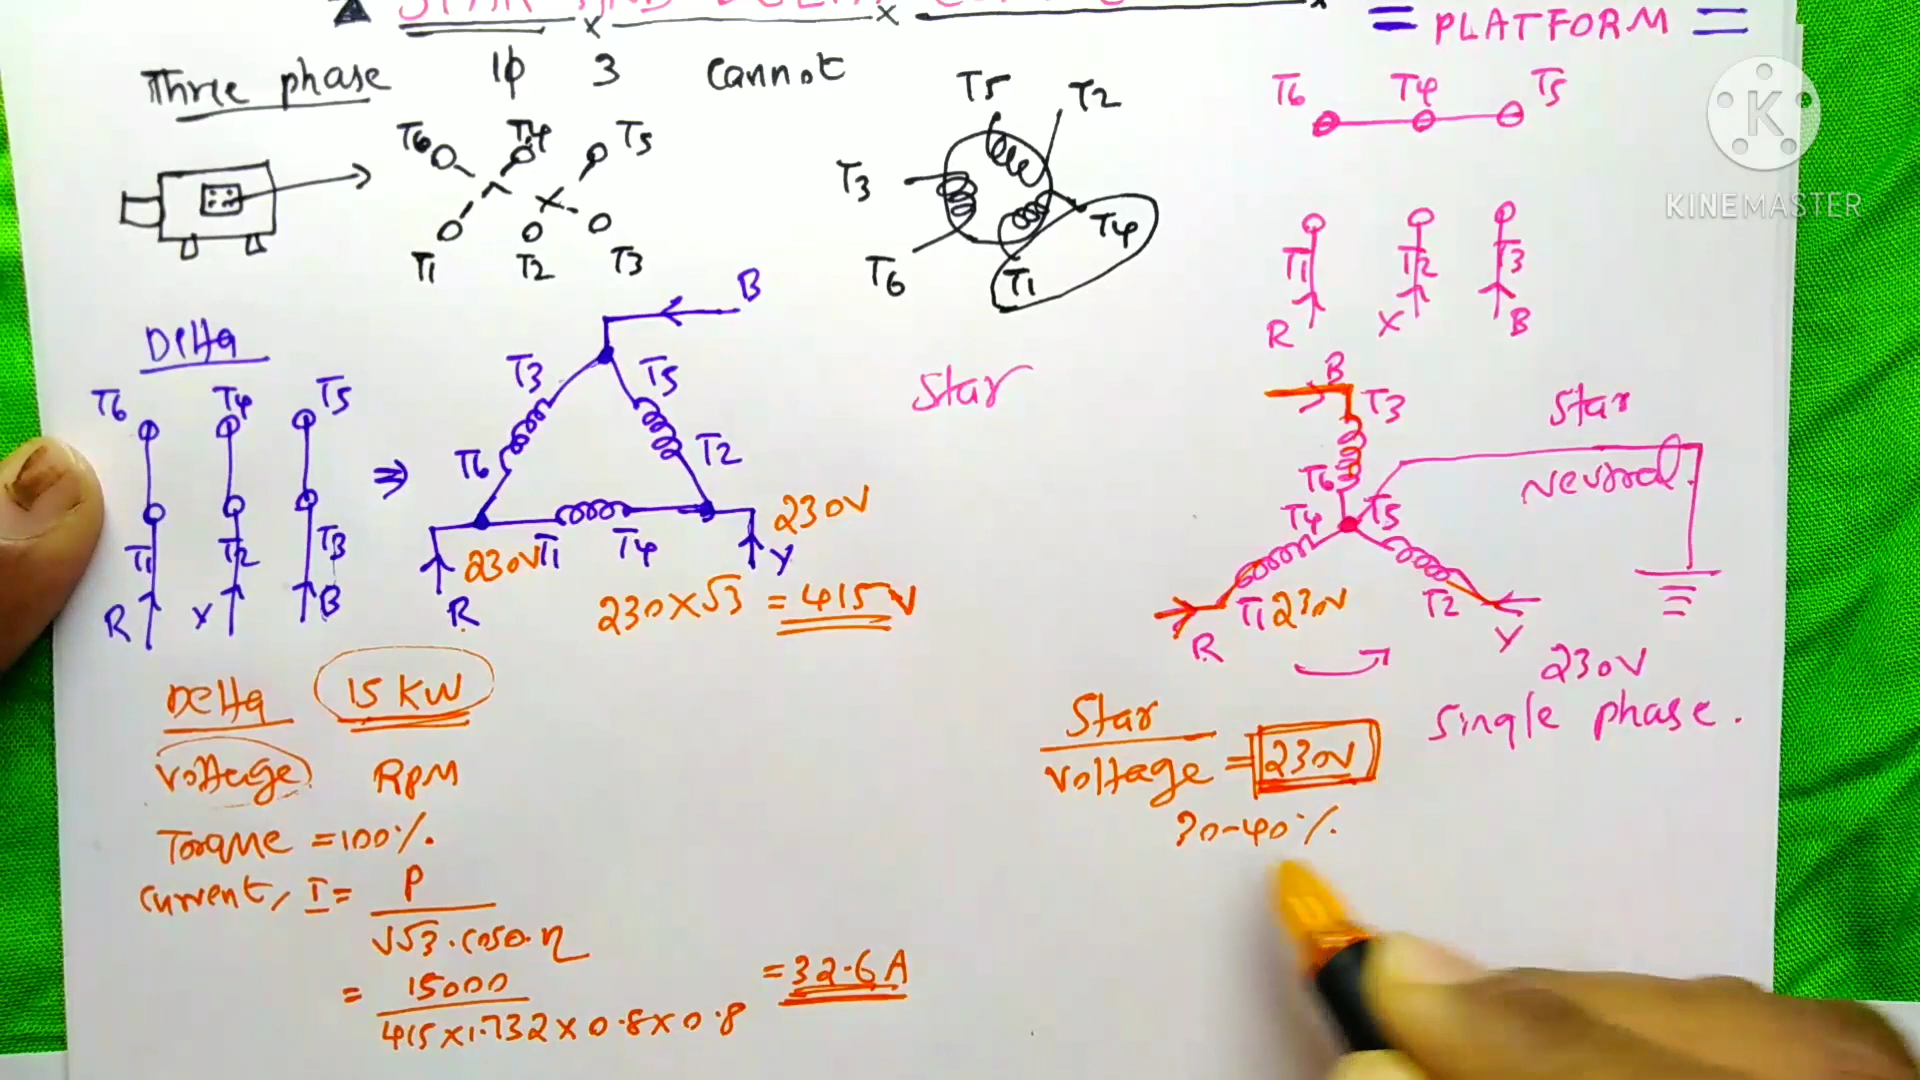 STAR AND DELTA
= PLATFORM =
Three phase 1φ 3 cannot
T6 T4 T5
T1 T2 T3
T5 T2
T3
T4
T6 T1
T6 T4 T5
T1 T2 T3
R Y B
K
KINEMASTER
Delta
T6 T4 T5
T1 T2 T3
R Y B
⇒
B
T3 T5
T6 T2
T1 T4
230V
230V
R Y
230 x √3 = 415V
Star
B
T3
T6
T4 T5
T1 230V
T2
R Y
Star
Neutral
230V
Single phase.
Delta 15 KW
Voltage RPM
Torque = 100%
Current, I = P
√3 . cosθ . η
= 15000
415 x 1.732 x 0.8 x 0.8
= 32.6 A
Star
Voltage = 230V
30-40%